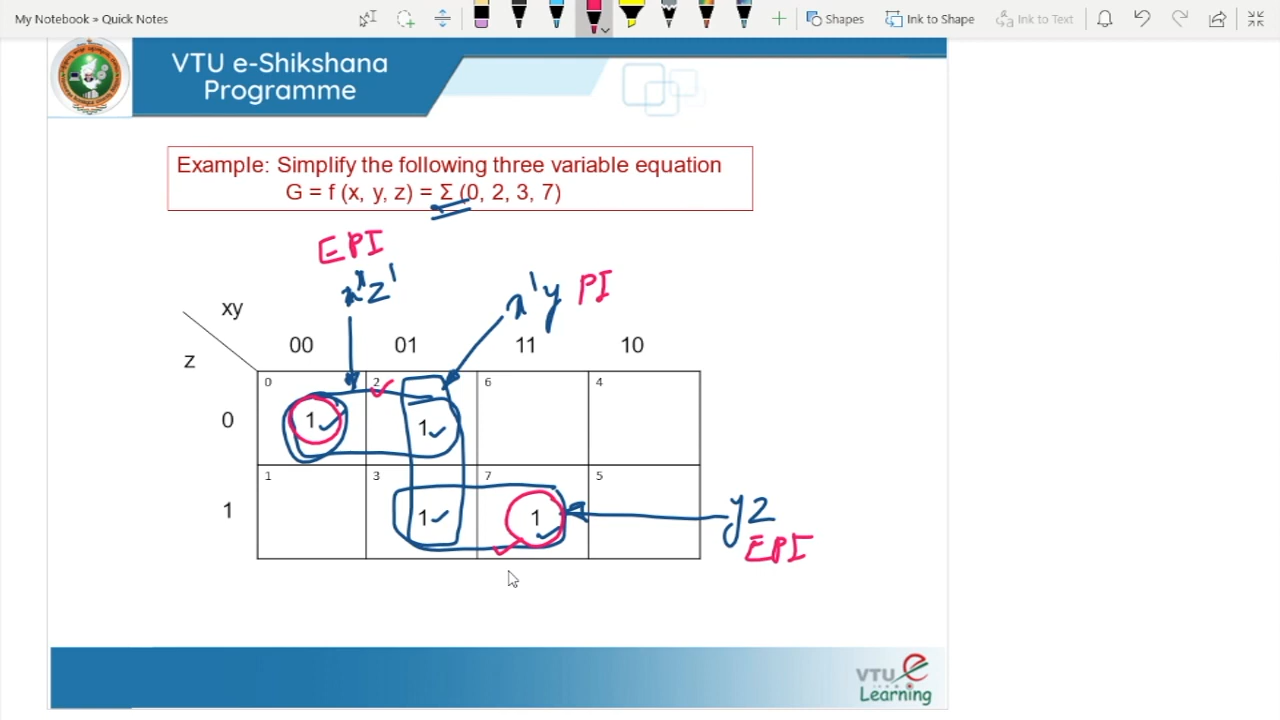 My Notebook » Quick Notes
Shapes
Ink to Shape
Ink to Text
VTU e-Shikshana
Programme
Example: Simplify the following three variable equation
G = f (x, y, z) = Σ (0, 2, 3, 7)
EPI
x'z'
x'y PI
xy
z
00 01 11 10
0 2 6 4
0 1 1
1 3 7 5
1 1 1
yz
EPI
VTU e
Learning